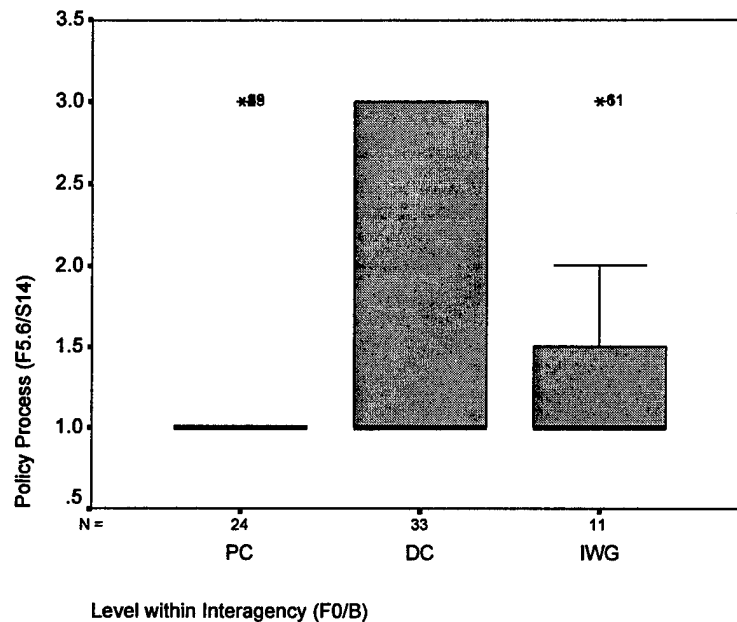 3.5
3.0
2.5
2.0
1.5
1.0
.5
Policy Process (F5.6/S14)
*61
N = 24 33 11
PC DC IWG
Level within Interagency (F0/B)